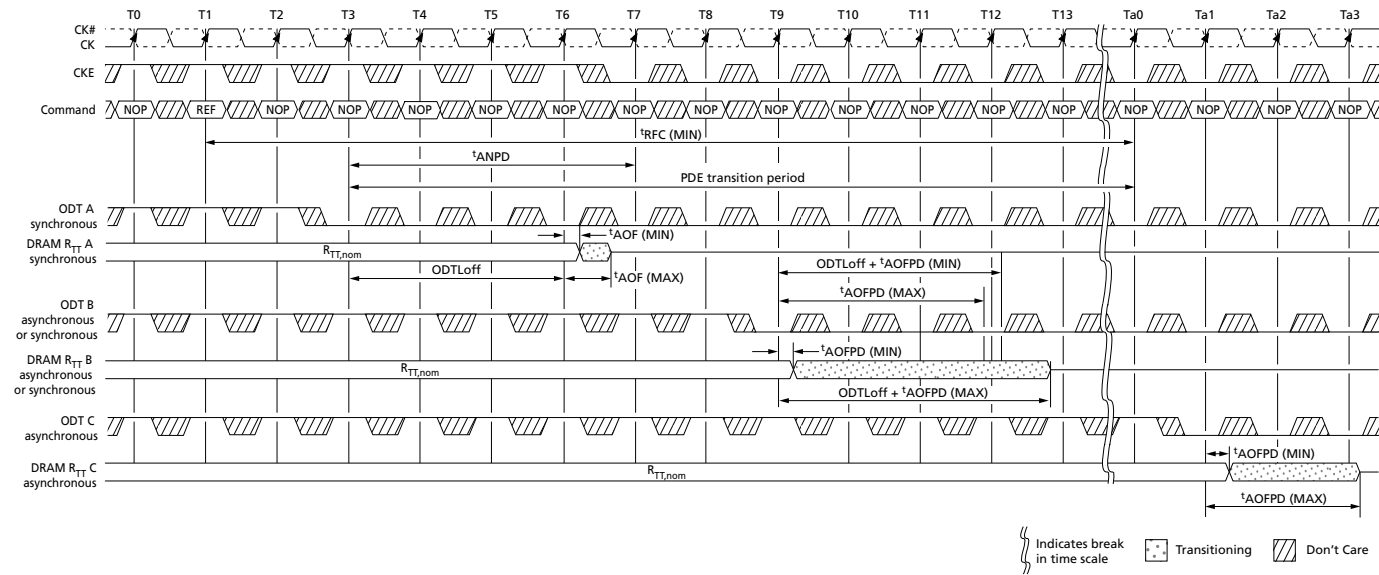 T0 T1 T2 T3 T4 T5 T6 T7 T8 T9 T10 T11 T12 T13 Ta0 Ta1 Ta2 Ta3
CK#
CK
CKE
Command NOP REF NOP NOP NOP NOP NOP NOP NOP NOP NOP NOP NOP NOP NOP NOP NOP NOP
tRFC (MIN)
tANPD
PDE transition period
ODT A
synchronous
tAOF (MIN)
DRAM RTT A
synchronous
RTT,nom
ODTLoff + tAOFPD (MIN)
ODTLoff
tAOF (MAX)
tAOFPD (MAX)
ODT B
asynchronous
or synchronous
tAOFPD (MIN)
DRAM RTT B
asynchronous
or synchronous
RTT,nom
ODTLoff + tAOFPD (MAX)
ODT C
asynchronous
tAOFPD (MIN)
DRAM RTT C
asynchronous
RTT,nom
tAOFPD (MAX)
Indicates break
in time scale
Transitioning
Don't Care